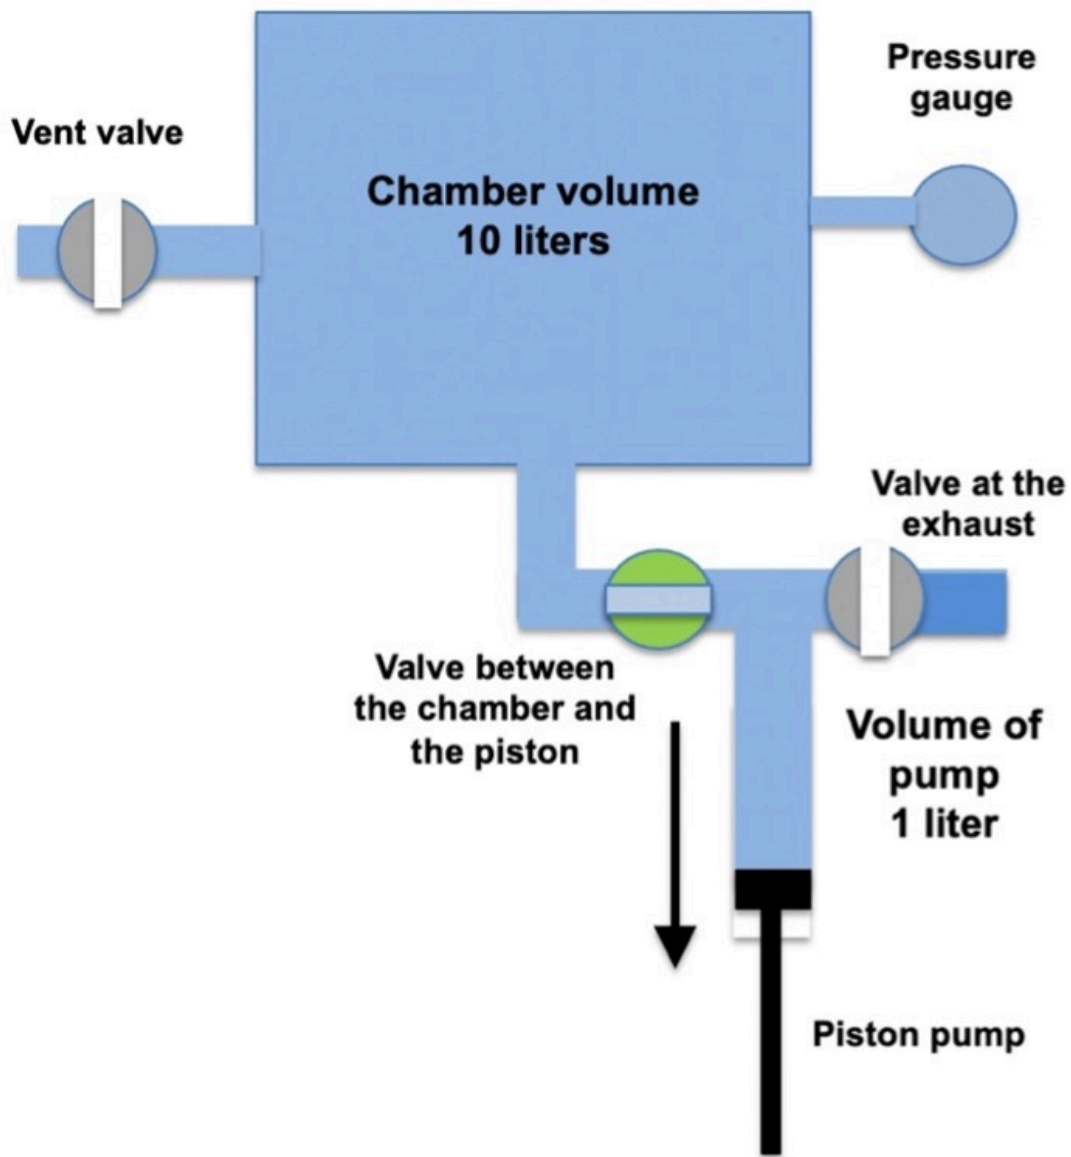 Pressure
gauge
Vent valve
Chamber volume
10 liters
Valve at the
exhaust
Valve between
the chamber and
the piston
Volume of
pump
1 liter
Piston pump